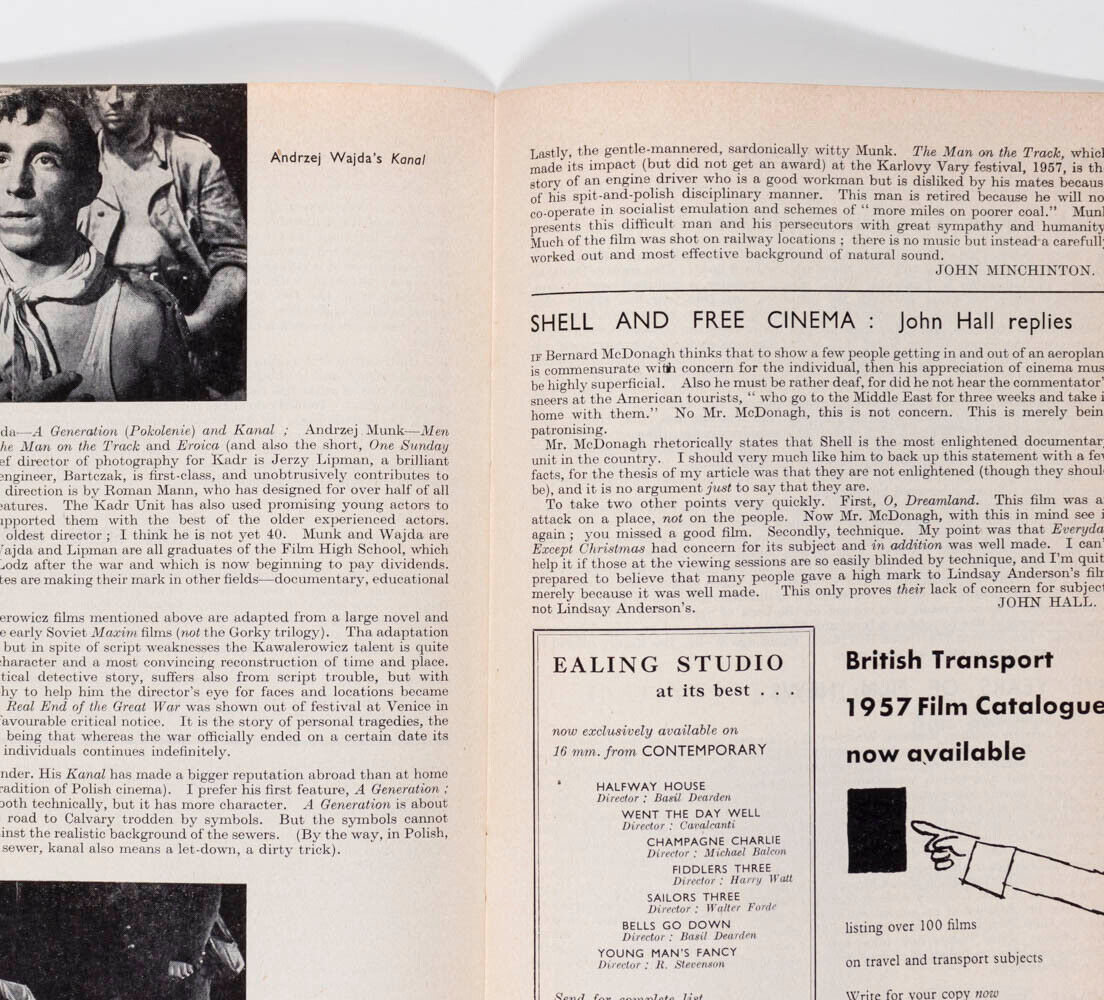 Andrzej Wajda's Kanal
da—A Generation (Pokolenie) and Kanal ; Andrzej Munk—Men
he Man on the Track and Eroica (and also the short, One Sunday
ef director of photography for Kadr is Jerzy Lipman, a brilliant
engineer, Bartczak, is first-class, and unobtrusively contributes to
direction is by Roman Mann, who has designed for over half of all
eatures. The Kadr Unit has also used promising young actors to
upported them with the best of the older experienced actors.
oldest director ; I think he is not yet 40. Munk and Wajda are
Vajda and Lipman are all graduates of the Film High School, which
Lodz after the war and which is now beginning to pay dividends.
tes are making their mark in other fields—documentary, educational
erowicz films mentioned above are adapted from a large novel and
e early Soviet Maxim films (not the Gorky trilogy). Tha adaptation
but in spite of script weaknesses the Kawalerowicz talent is quite
haracter and a most convincing reconstruction of time and place.
tical detective story, suffers also from script trouble, but with
hy to help him the director's eye for faces and locations became
Real End of the Great War was shown out of festival at Venice in
favourable critical notice. It is the story of personal tragedies, the
being that whereas the war officially ended on a certain date its
individuals continues indefinitely.
nder. His Kanal has made a bigger reputation abroad than at home
radition of Polish cinema). I prefer his first feature, A Generation :
ooth technically, but it has more character. A Generation is about
road to Calvary trodden by symbols. But the symbols cannot
inst the realistic background of the sewers. (By the way, in Polish,
sewer, kanal also means a let-down, a dirty trick).
Lastly, the gentle-mannered, sardonically witty Munk. The Man on the Track, which
made its impact (but did not get an award) at the Karlovy Vary festival, 1957, is th
story of an engine driver who is a good workman but is disliked by his mates becaus
of his spit-and-polish disciplinary manner. This man is retired because he will no
co-operate in socialist emulation and schemes of " more miles on poorer coal." Mun
presents this difficult man and his persecutors with great sympathy and humanity
Much of the film was shot on railway locations ; there is no music but instead a carefull
worked out and most effective background of natural sound.
JOHN MINCHINTON.
SHELL AND FREE CINEMA : John Hall replies
IF Bernard McDonagh thinks that to show a few people getting in and out of an aeroplan
is commensurate with concern for the individual, then his appreciation of cinema mus
be highly superficial. Also he must be rather deaf, for did he not hear the commentator'
sneers at the American tourists, " who go to the Middle East for three weeks and take i
home with them." No Mr. McDonagh, this is not concern. This is merely bein
patronising.
Mr. McDonagh rhetorically states that Shell is the most enlightened documentar
unit in the country. I should very much like him to back up this statement with a few
facts, for the thesis of my article was that they are not enlightened (though they shoul
be), and it is no argument just to say that they are.
To take two other points very quickly. First, O, Dreamland. This film was a
attack on a place, not on the people. Now Mr. McDonagh, with this in mind see i
again ; you missed a good film. Secondly, technique. My point was that Everyda
Except Christmas had concern for its subject and in addition was well made. I can'
help it if those at the viewing sessions are so easily blinded by technique, and I'm quit
prepared to believe that many people gave a high mark to Lindsay Anderson's film
merely because it was well made. This only proves their lack of concern for subject
not Lindsay Anderson's.
JOHN HALL.
EALING STUDIO
at its best . . .
now exclusively available on
16 mm. from CONTEMPORARY
HALFWAY HOUSE
Director : Basil Dearden
WENT THE DAY WELL
Director : Cavalcanti
CHAMPAGNE CHARLIE
Director : Michael Balcon
FIDDLERS THREE
Director : Harry Watt
SAILORS THREE
Director : Walter Forde
BELLS GO DOWN
Director : Basil Dearden
YOUNG MAN'S FANCY
Director : R. Stevenson
Send for complete list
British Transport
1957 Film Catalogue
now available
listing over 100 films
on travel and transport subjects
Write for your copy now